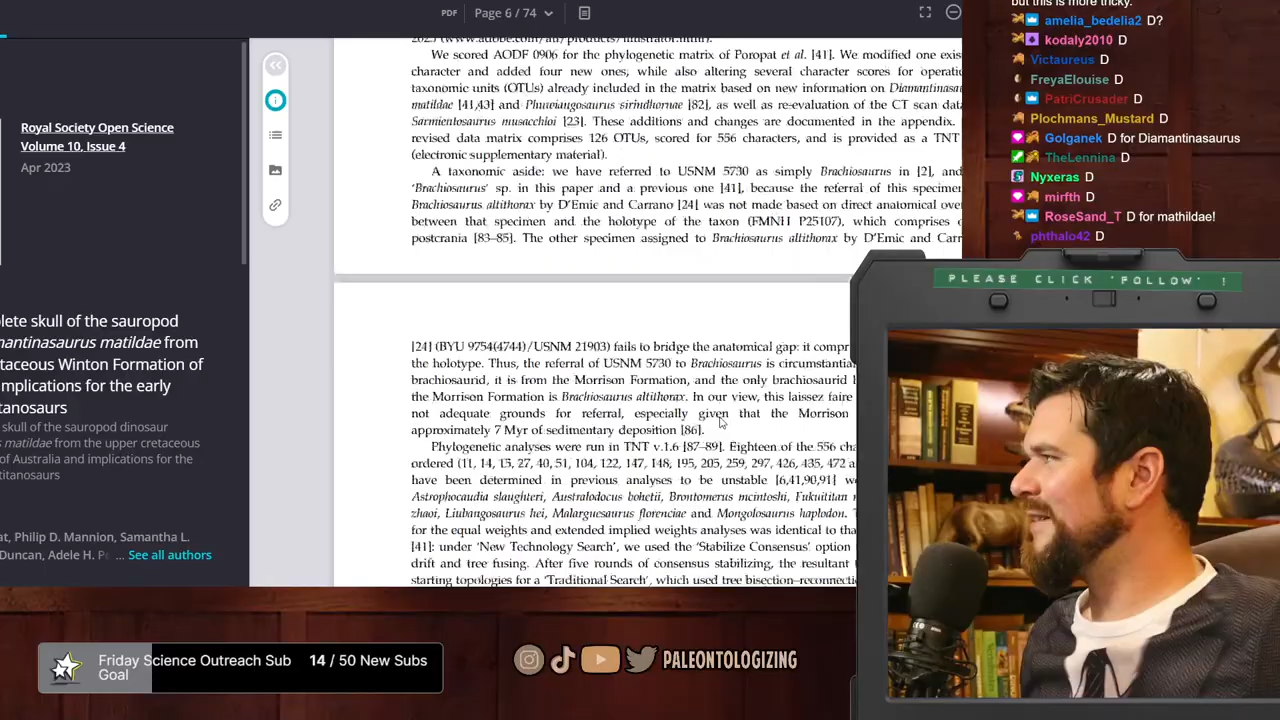 PDF
Page 6 / 74
We scored AODF 0906 for the phylogenetic matrix of Poropat et al. [41]. We modified one exis
character and added four new ones, while also altering several character scores for operatio
taxonomic units (OTUs) already included in the matrix based on new information on Diamantinasa
matildae [41,43] and Phuwiangosaurus sirindhornae [82], as well as re-evaluation of the CT scan data
Sarmientosaurus musacchioi [23]. These additions and changes are documented in the appendix.
revised data matrix comprises 126 OTUs, scored for 556 characters, and is provided as a TNT
(electronic supplementary material).
A taxonomic aside: we have referred to USNM 5730 as simply Brachiosaurus in [2], and
'Brachiosaurus' sp. in this paper and a previous one [41], because the referral of this specimen
Brachiosaurus altithorax by D'Emic and Carrano [24] was not made based on direct anatomical over
between that specimen and the holotype of the taxon (FMNH P25107), which comprises
postcrania [83–85]. The other specimen assigned to Brachiosaurus altithorax by D'Emic and Carr
[24] (BYU 9754(4744)/USNM 21903) fails to bridge the anatomical gap: it compri
the holotype. Thus, the referral of USNM 5730 to Brachiosaurus is circumstantial
brachiosaurid, it is from the Morrison Formation, and the only brachiosaurid
the Morrison Formation is Brachiosaurus altithorax. In our view, this laissez faire
not adequate grounds for referral, especially given that the Morrison
approximately 7 Myr of sedimentary deposition [86].
Phylogenetic analyses were run in TNT v.1.6 [87–89]. Eighteen of the 556 cha
ordered (11, 14, 15, 27, 40, 51, 104, 122, 147, 148, 195, 205, 259, 297, 426, 435, 472 a
have been determined in previous analyses to be unstable [6,41,90,91] w
Astrophocaudia slaughteri, Australodocus bohetii, Brontomerus mcintoshi, Fukuititan n
zhaoi, Liubangosaurus hei, Malarguesaurus florenciae and Mongolosaurus haplodon.
for the equal weights and extended implied weights analyses was identical to tha
[41]: under 'New Technology Search', we used the 'Stabilize Consensus' option
drift and tree fusing. After five rounds of consensus stabilizing, the resultant
starting topologies for a 'Traditional Search', which used tree bisection–reconnectio
Royal Society Open Science
Volume 10, Issue 4
Apr 2023
lete skull of the sauropod
mantinasaurus matildae from
taceous Winton Formation of
implications for the early
tanosaurs
skull of the sauropod dinosaur
s matildae from the upper cretaceous
of Australia and implications for the
titanosaurs
at, Philip D. Mannion, Samantha L.
Duncan, Adele H. P ... See all authors
but this is more tricky.
amelia_bedelia2 D?
kodaly2010 D
Victaureus D
FreyaElouise D
PatriCrusader D
Plochmans_Mustard D
Golganek D for Diamantinasaurus
TheLennina D
Nyxeras D
mirfth D
RoseSand_T D for mathildae!
phthalo42 D
PLEASE CLICK 'FOLLOW' !
Friday Science Outreach Sub
Goal
14 / 50 New Subs
PALEONTOLOGIZING